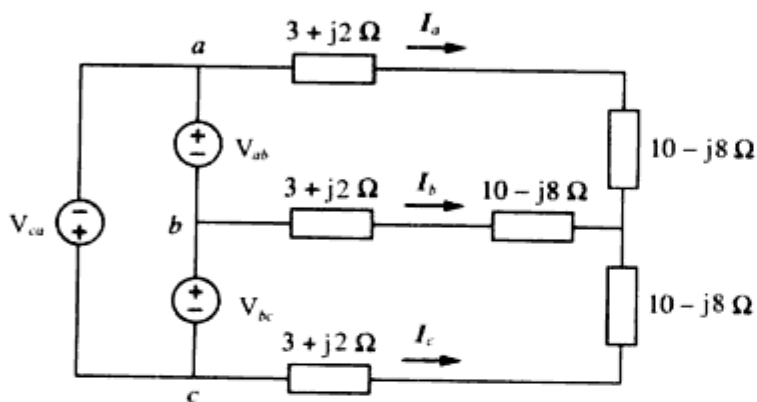 a
3 + j2 Ω
I_a
+
−
V_ab
10 − j8 Ω
3 + j2 Ω
I_b
10 − j8 Ω
−
+
V_ca
b
+
−
V_bc
10 − j8 Ω
3 + j2 Ω
I_c
c